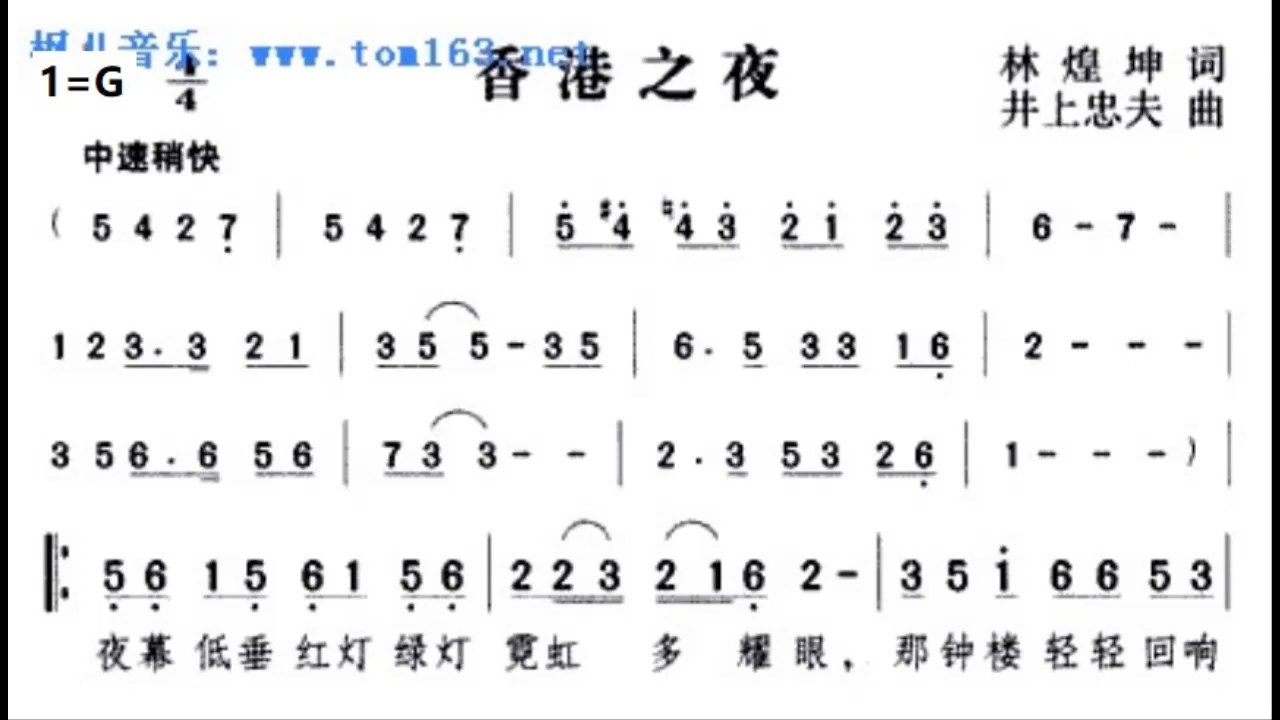 枫儿音乐：www.tom163.net
香港之夜
1=G 4/4
林煌坤 词
井上忠夫 曲
中速稍快
( 5 4 2 7̣ | 5 4 2 7̣ | 5̇ #4̇ ♮4̇ 3̇ 2̇ 1̇ 2̇ 3̇ | 6 - 7 - |
1 2 3 . 3 2 1 | 3 5 5 - 3 5 | 6 . 5 3 3 1 6̣ | 2 - - - |
3 5 6 . 6 5 6 | 7 3 3 - - | 2 . 3 5 3 2 6̣ | 1 - - - ) |
|: 5̣ 6̣ 1 5̣ 6̣ 1 5̣ 6̣ | 2 2 3 2 1 6̣ 2 - | 3 5 1̇ 6 6 5 3 |
夜幕 低垂 红灯 绿灯 霓虹 多 耀眼，那钟楼 轻轻 回响